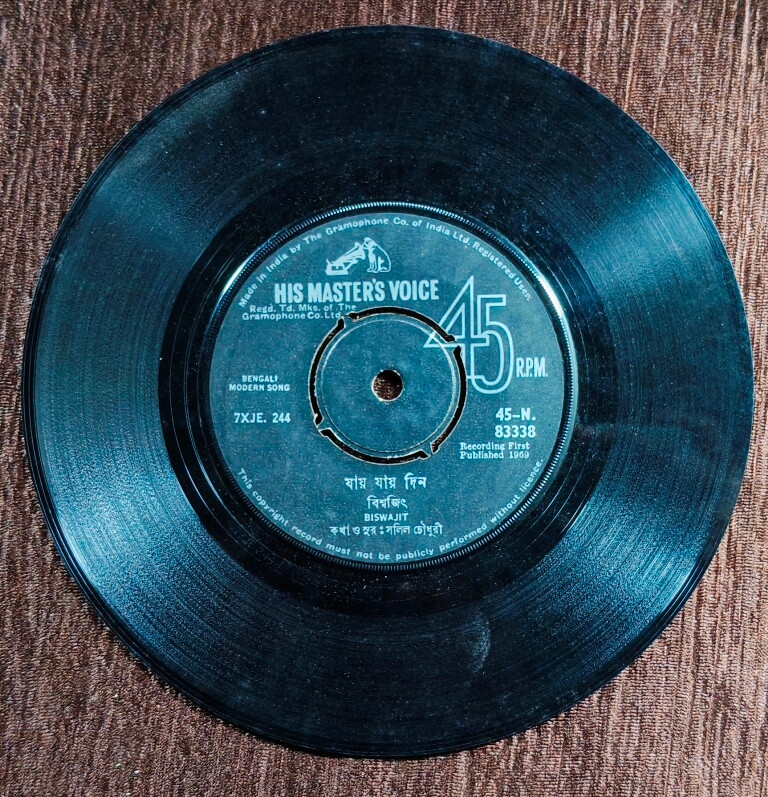 Made in India by The Gramophone Co. of India Ltd. Registered User.
HIS MASTER'S VOICE
Regd. Td. Mks. of The
Gramophone Co. Ltd.
45
R.P.M.
BENGALI
MODERN SONG
7XJE. 244
45-N.
83338
Recording First
Published 1969
যায় যায় দিন
বিশ্বজিৎ
BISWAJIT
কথা ও সুর : সলিল চৌধুরী
This copyright record must not be publicly performed without licence.